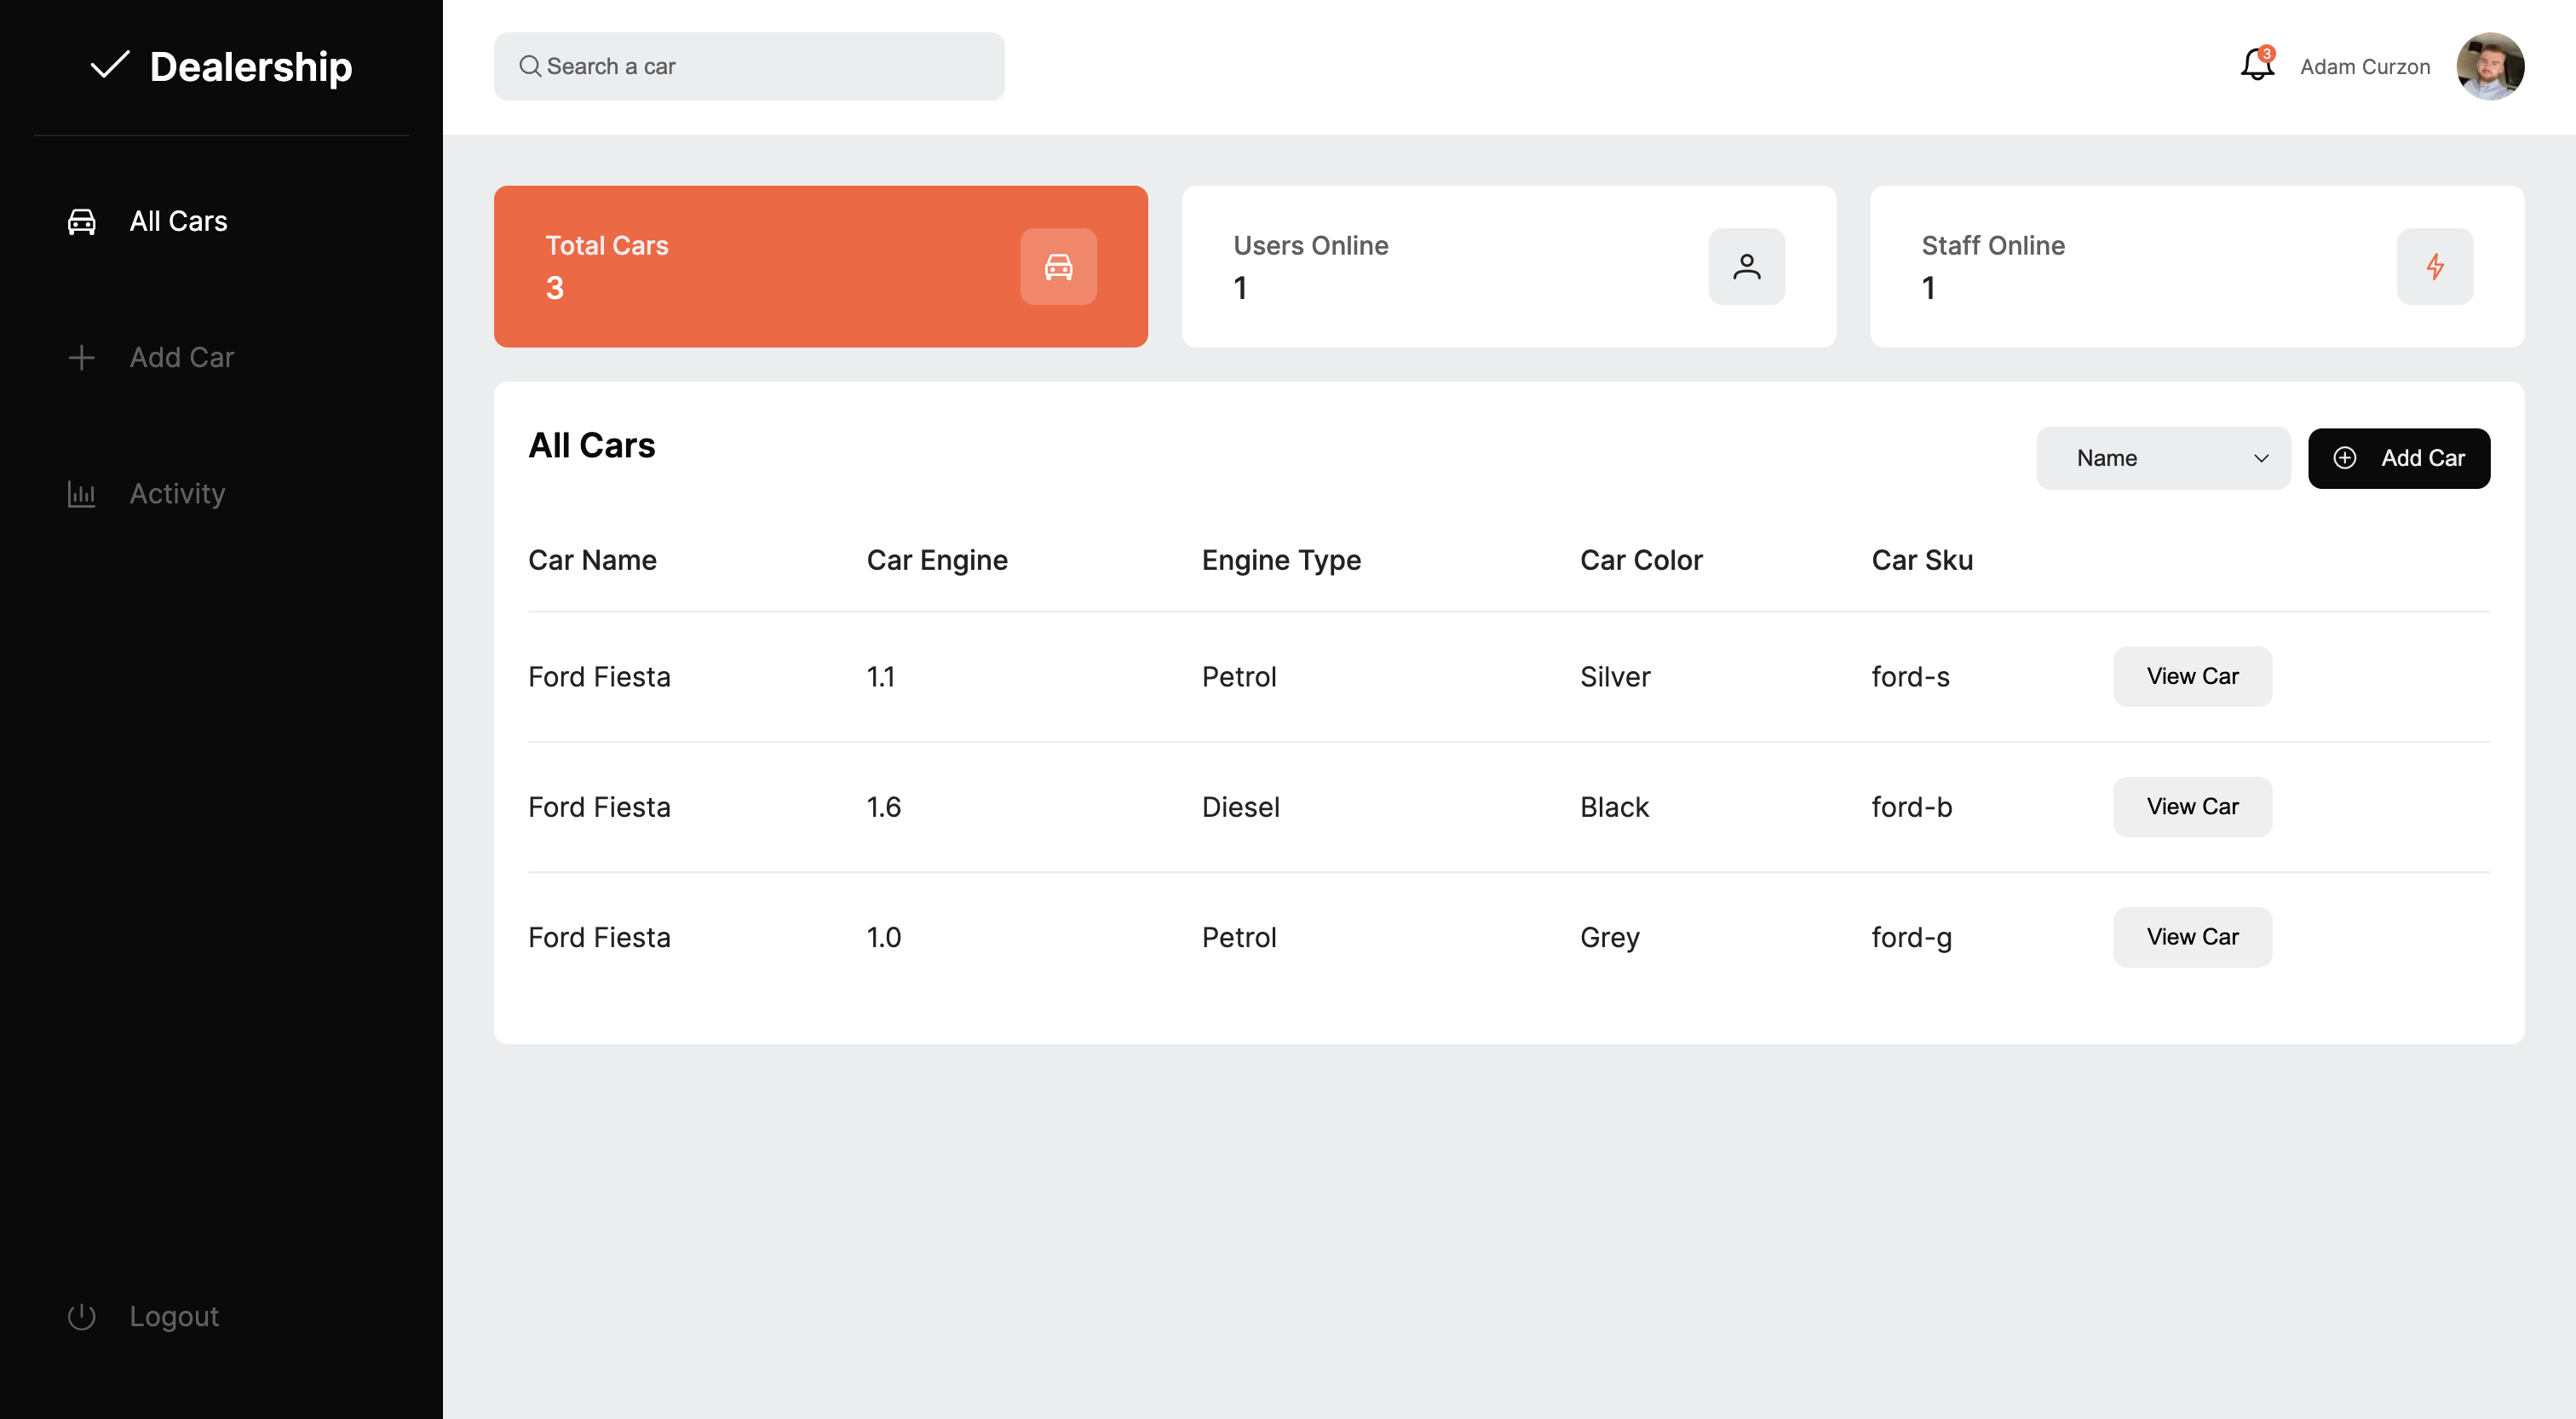 Dealership
All Cars
Add Car
Activity
Logout
Search a car
3
Adam Curzon
Total Cars
3
Users Online
1
Staff Online
1
All Cars
Name
Add Car
Car Name Car Engine Engine Type Car Color Car Sku
Ford Fiesta 1.1 Petrol Silver ford-s View Car
Ford Fiesta 1.6 Diesel Black ford-b View Car
Ford Fiesta 1.0 Petrol Grey ford-g View Car